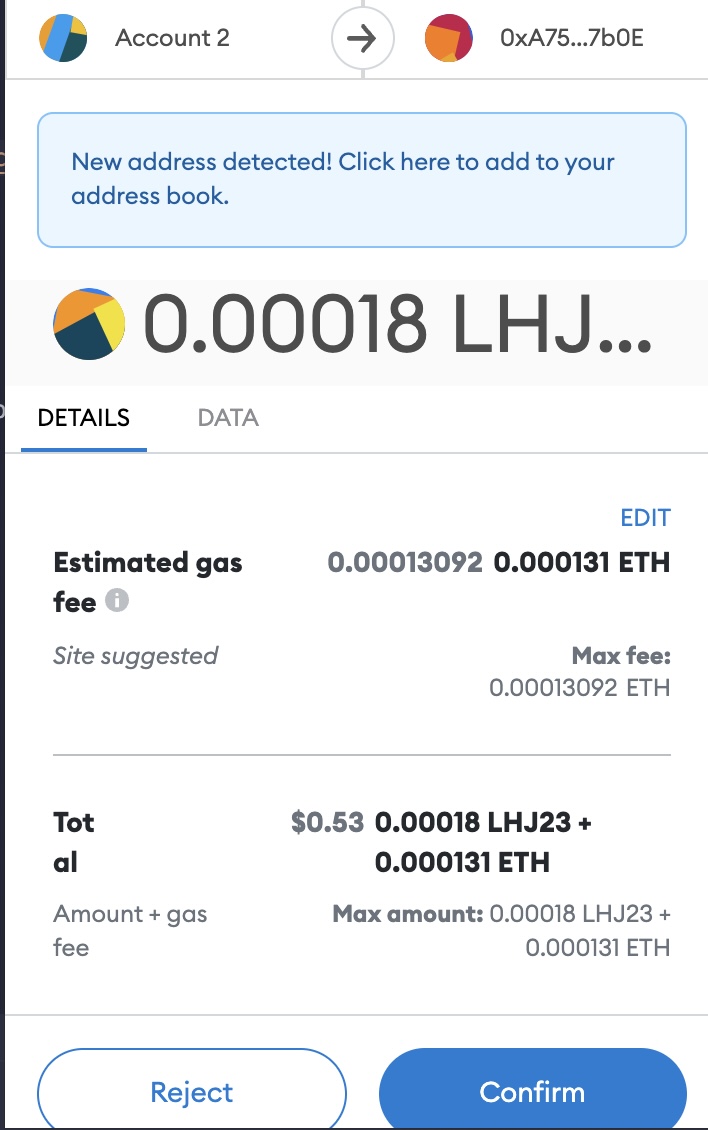 Account 2
0xA75...7b0E
New address detected! Click here to add to your
address book.
0.00018 LHJ...
DETAILS
DATA
EDIT
Estimated gas
fee
0.00013092 0.000131 ETH
Site suggested
Max fee:
0.00013092 ETH
Tot
al
$0.53 0.00018 LHJ23 +
0.000131 ETH
Amount + gas
fee
Max amount: 0.00018 LHJ23 +
0.000131 ETH
Reject
Confirm